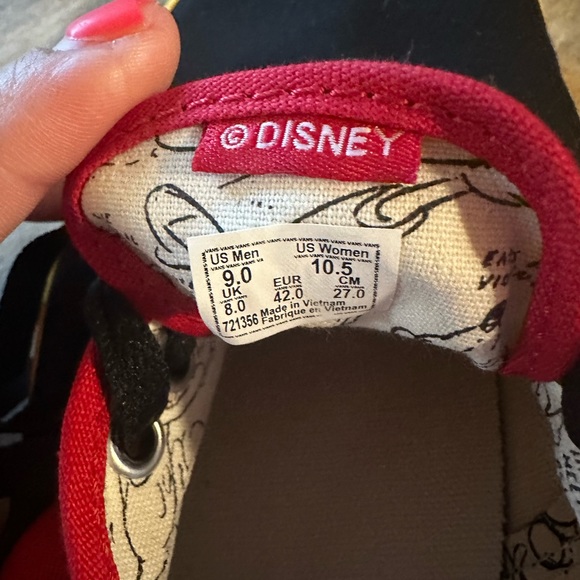 © DISNEY
US Men US Women
9.0 10.5
UK EUR CM
8.0 42.0 27.0
721356 Made in Vietnam
Fabrique en Vietnam